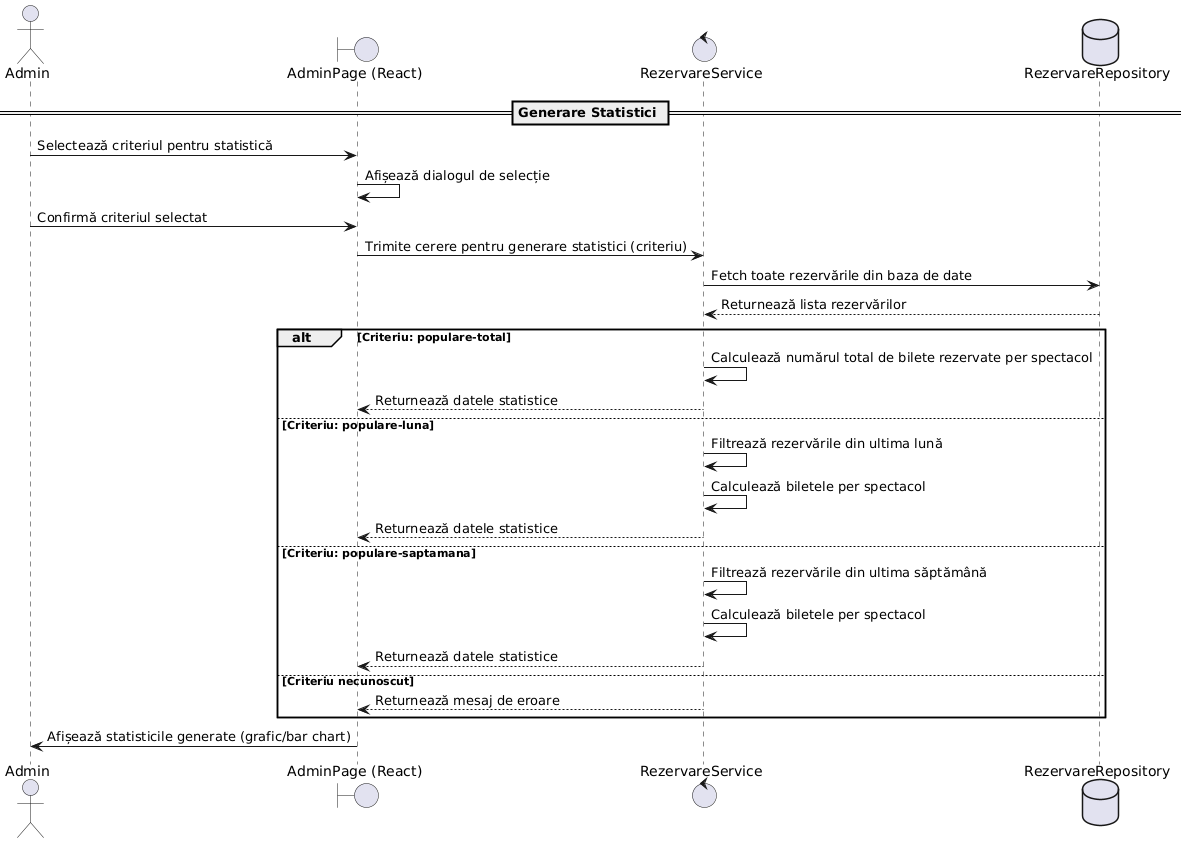 Admin
AdminPage (React)
RezervareService
RezervareRepository
Generare Statistici
Selectează criteriul pentru statistică
Afișează dialogul de selecție
Confirmă criteriul selectat
Trimite cerere pentru generare statistici (criteriu)
Fetch toate rezervările din baza de date
Returnează lista rezervărilor
alt
[Criteriu: populare-total]
Calculează numărul total de bilete rezervate per spectacol
Returnează datele statistice
[Criteriu: populare-luna]
Filtrează rezervările din ultima lună
Calculează biletele per spectacol
Returnează datele statistice
[Criteriu: populare-saptamana]
Filtrează rezervările din ultima săptămână
Calculează biletele per spectacol
Returnează datele statistice
[Criteriu necunoscut]
Returnează mesaj de eroare
Afișează statisticile generate (grafic/bar chart)
Admin
AdminPage (React)
RezervareService
RezervareRepository